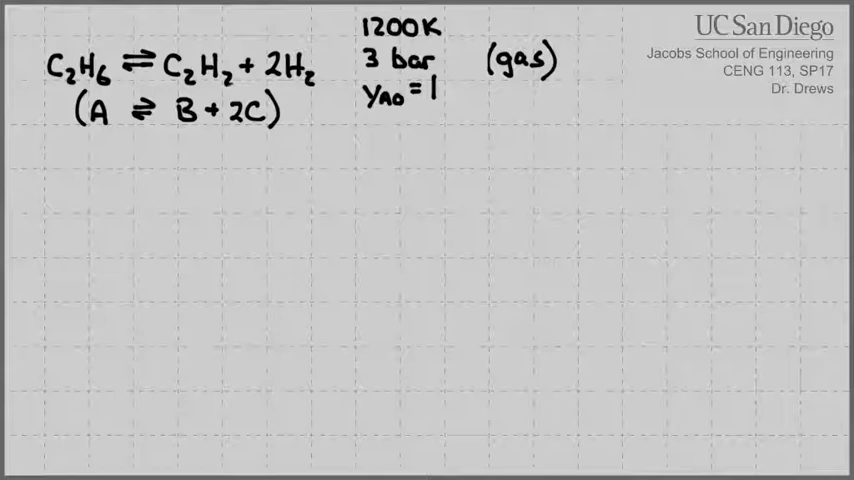 C₂H₆ ⇌ C₂H₂ + 2H₂
(A ⇌ B + 2C)
1200K
3 bar
yA0 = 1
(gas)
UC San Diego
Jacobs School of Engineering
CENG 113, SP17
Dr. Drews